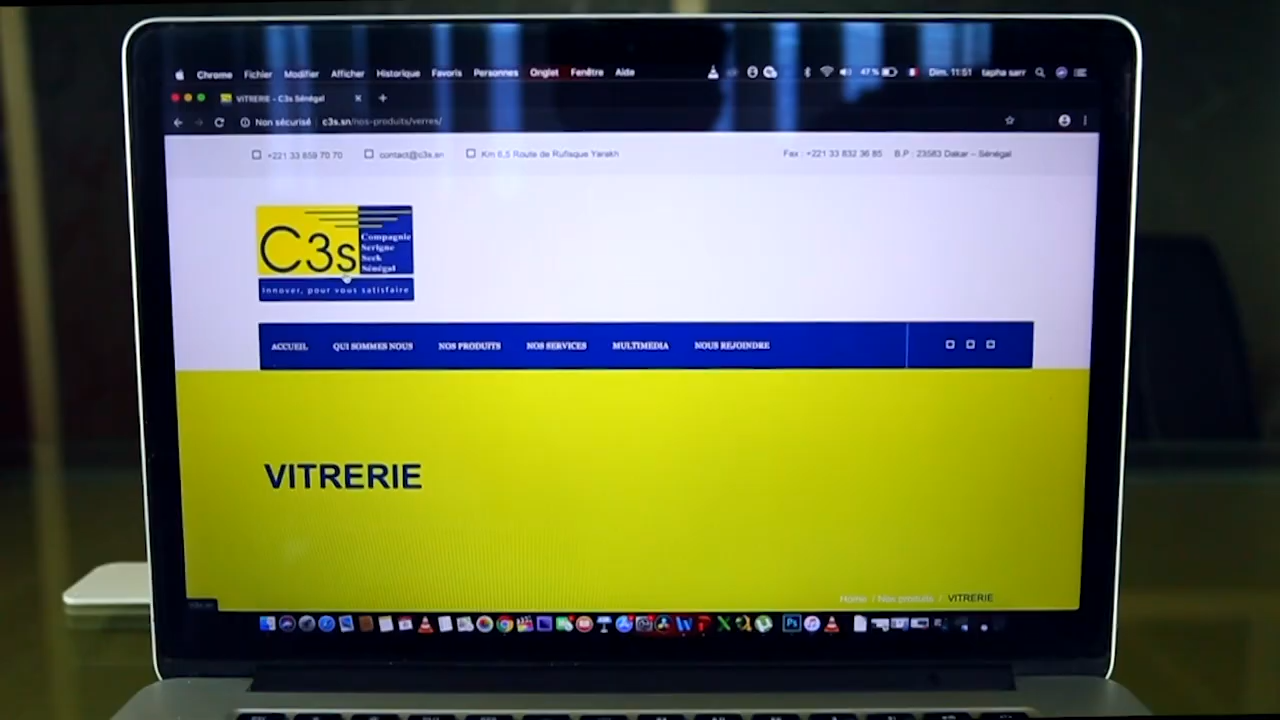 Chrome Fichier Modifier Afficher Historique Favoris Personnes Onglet Fenêtre Aide 47 % Dim. 11:51 tapha sarr
VITRERIE - C3s Sénégal
Non sécurisé c3s.sn/nos-produits/verres/
+221 33 859 70 70 contact@c3s.sn Km 6,5 Route de Rufisque Yarakh Fax : +221 33 832 36 85 B.P : 23583 Dakar – Sénégal
C3s
Compagnie
Serigne
Seck
Sénégal
Innover, pour vous satisfaire
ACCUEIL QUI SOMMES NOUS NOS PRODUITS NOS SERVICES MULTIMEDIA NOUS REJOINDRE
VITRERIE
Home / Nos produits / VITRERIE